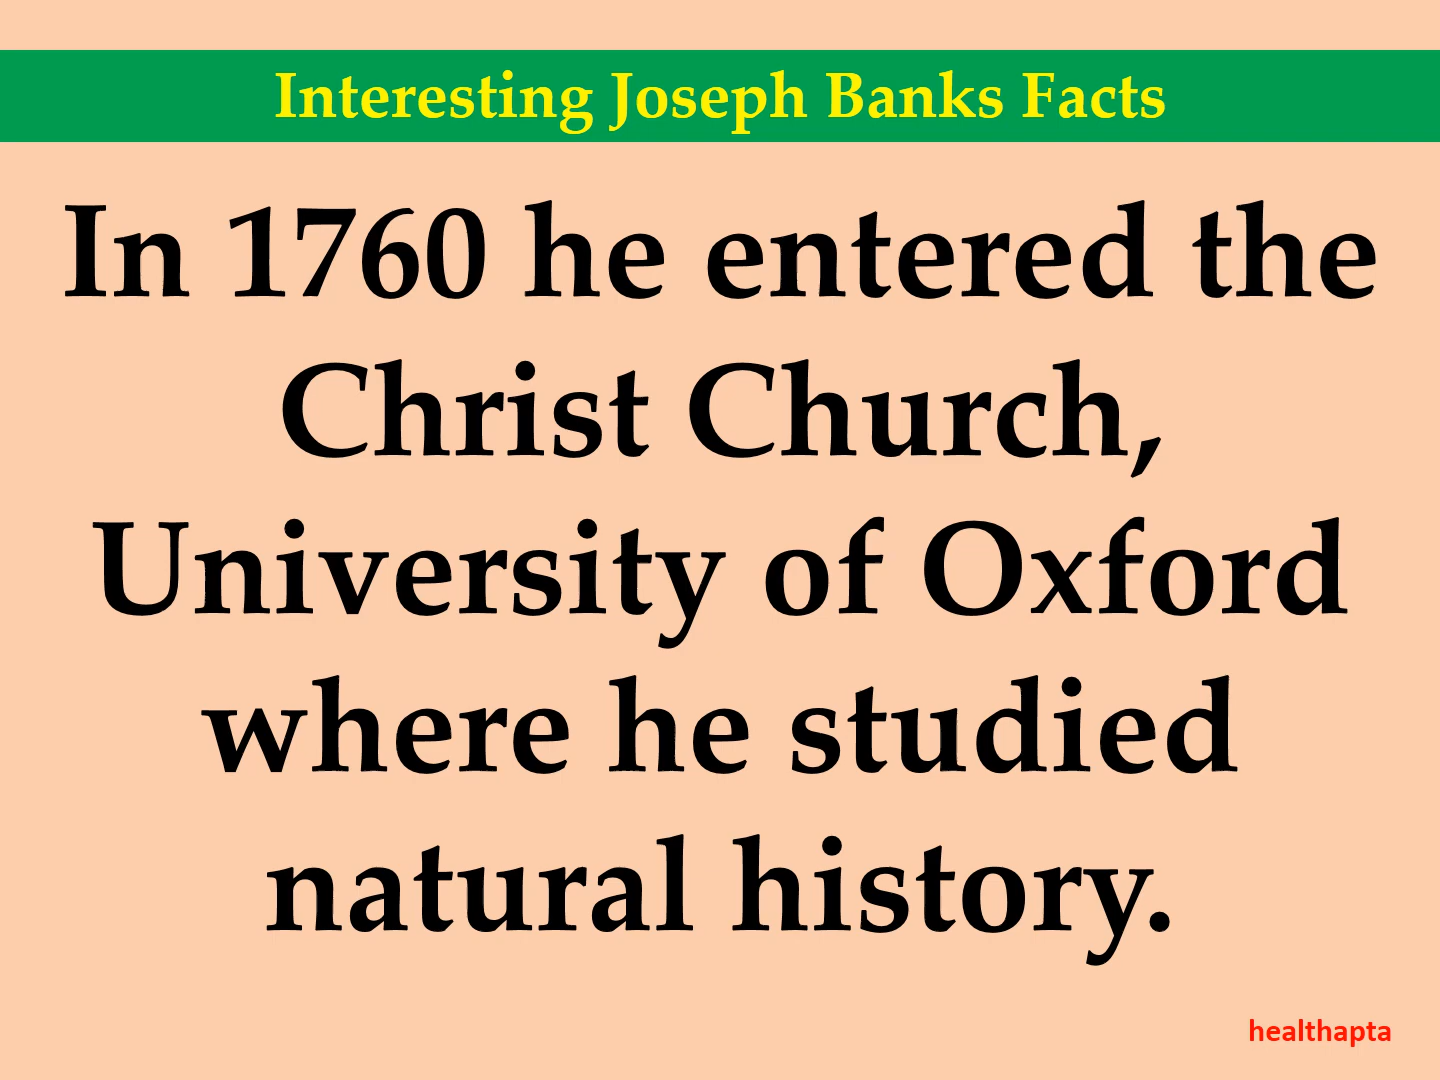 Interesting Joseph Banks Facts
In 1760 he entered the
Christ Church,
University of Oxford
where he studied
natural history.
healthapta